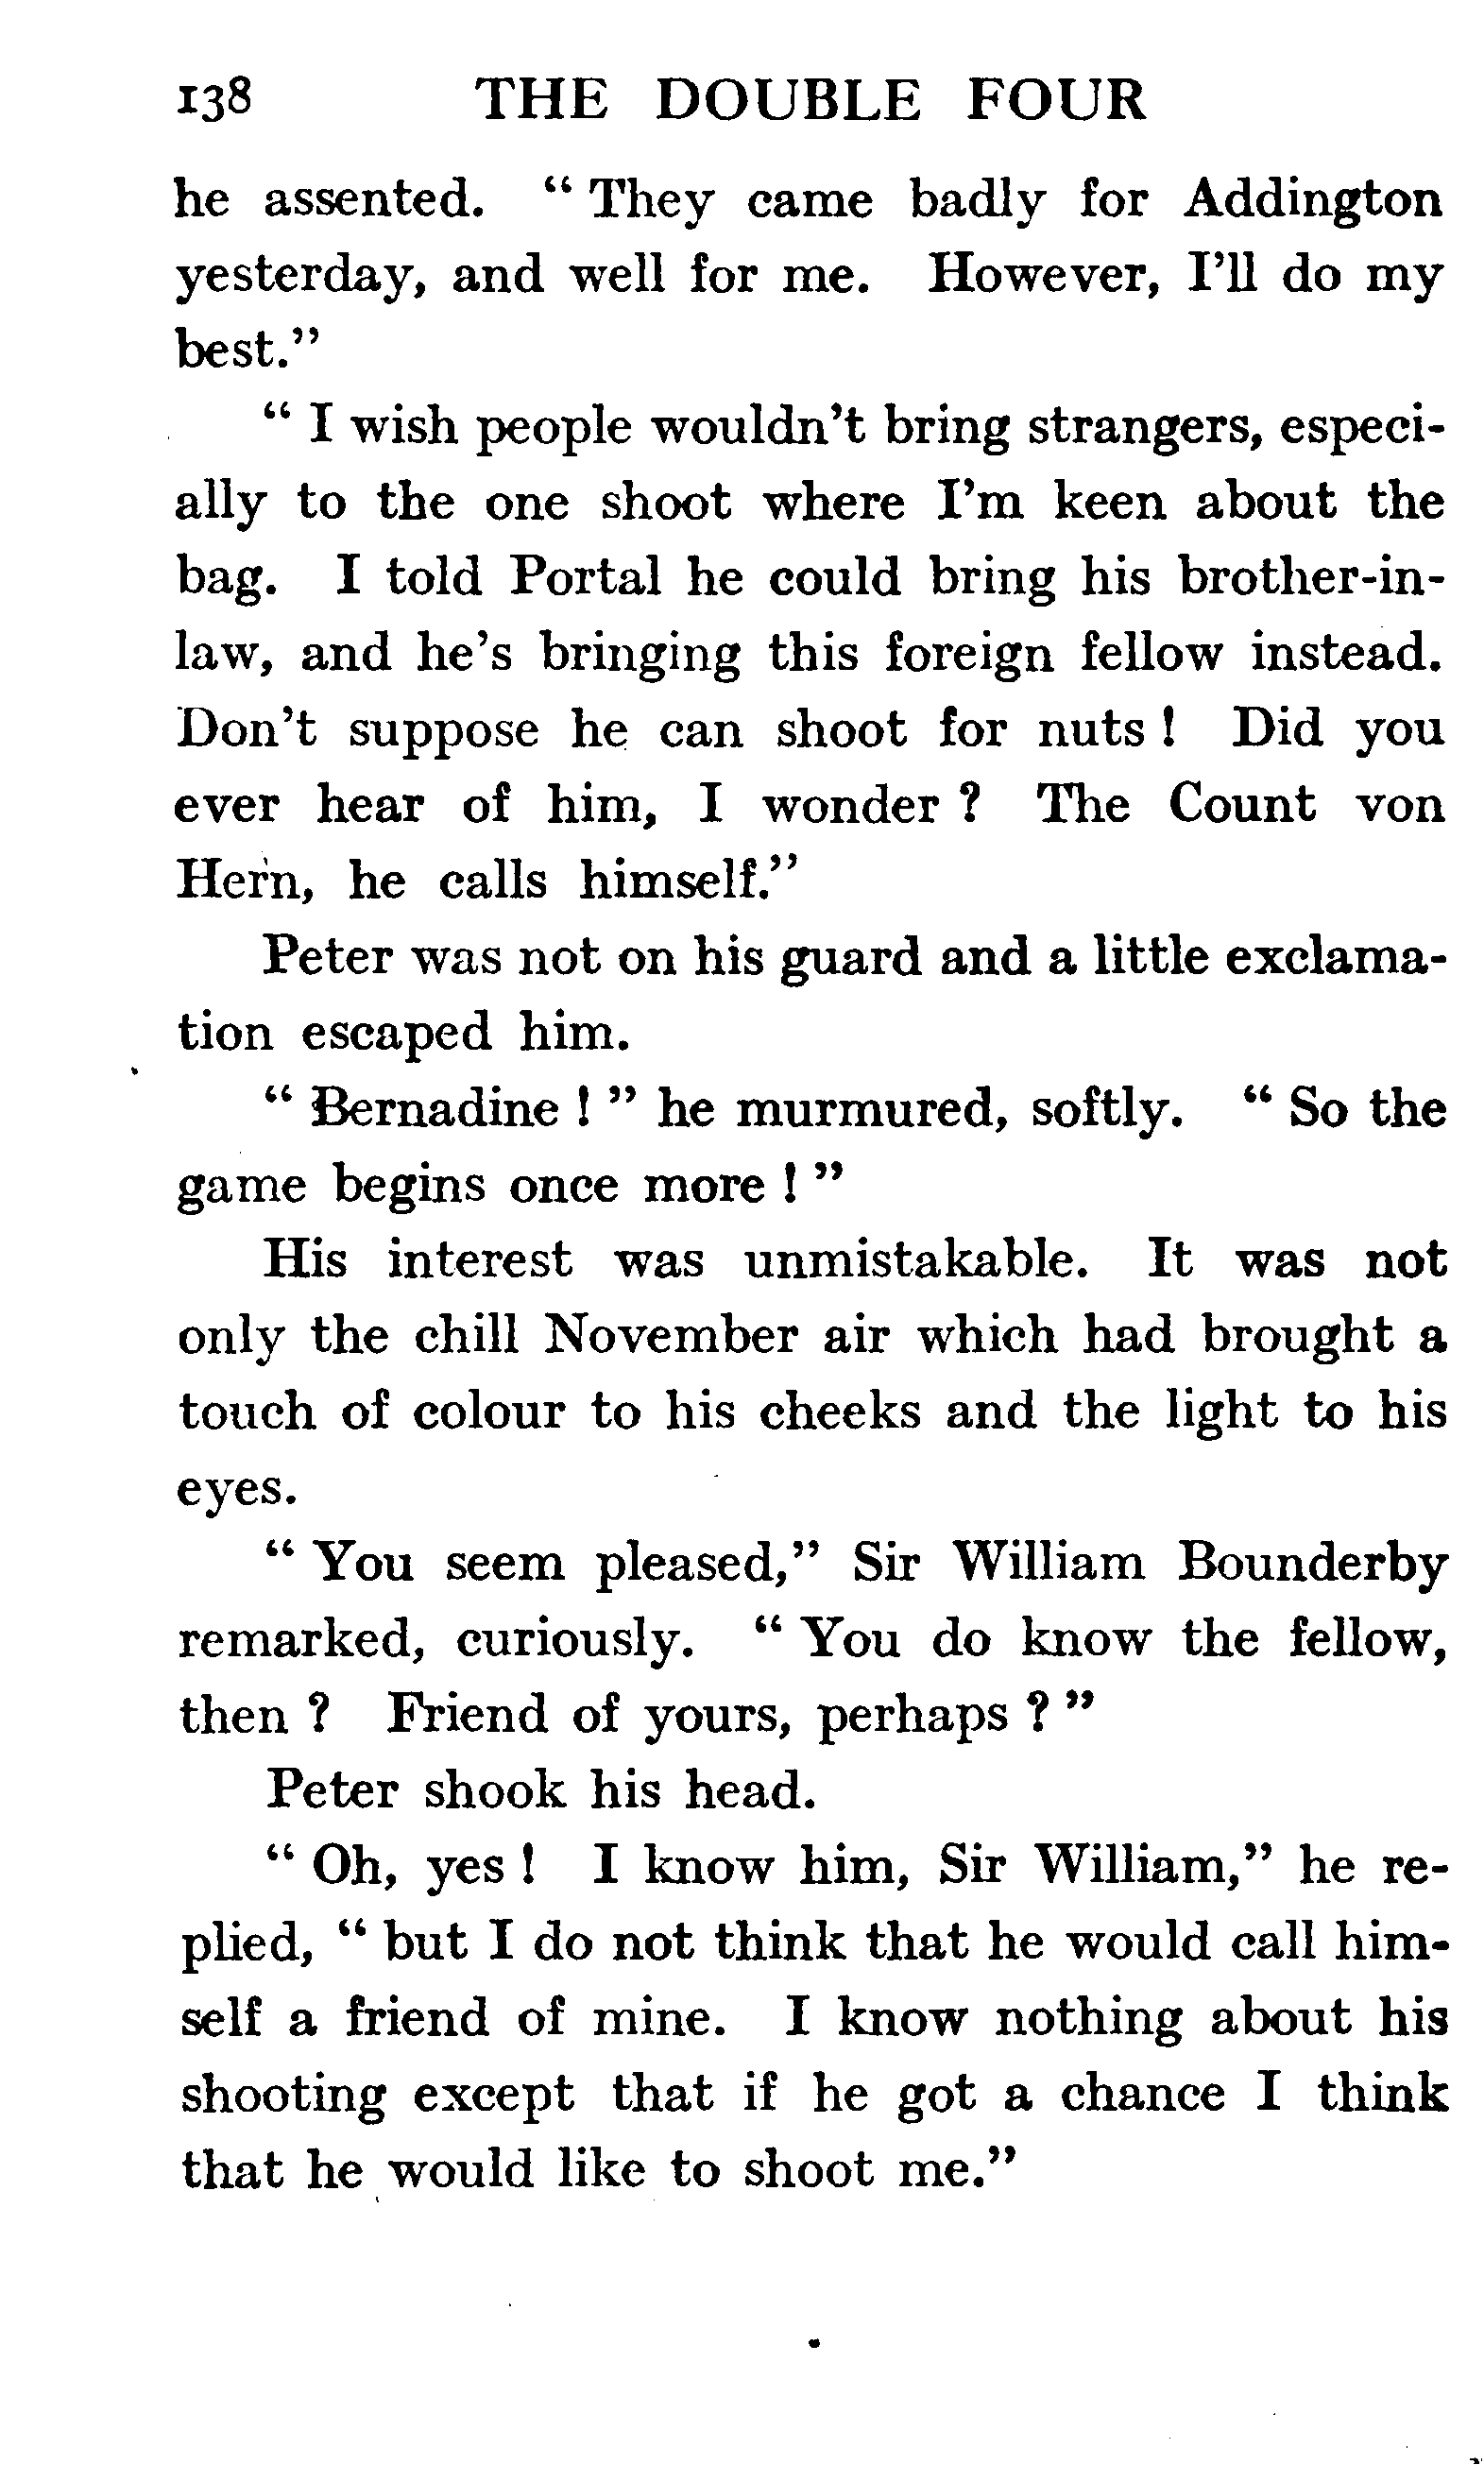 138 THE DOUBLE FOUR
he assented. “ They came badly for Addington
yesterday, and well for me. However, I’ll do my
best.”
“ I wish people wouldn’t bring strangers, especi-
ally to the one shoot where I’m keen about the
bag. I told Portal he could bring his brother-in-
law, and he’s bringing this foreign fellow instead.
Don’t suppose he can shoot for nuts ! Did you
ever hear of him, I wonder ? The Count von
Hern, he calls himself.”
Peter was not on his guard and a little exclama-
tion escaped him.
“ Bernadine ! ” he murmured, softly. “ So the
game begins once more ! ”
His interest was unmistakable. It was not
only the chill November air which had brought a
touch of colour to his cheeks and the light to his
eyes.
“ You seem pleased,” Sir William Bounderby
remarked, curiously. “ You do know the fellow,
then ? Friend of yours, perhaps ? ”
Peter shook his head.
“ Oh, yes ! I know him, Sir William,” he re-
plied, “ but I do not think that he would call him-
self a friend of mine. I know nothing about his
shooting except that if he got a chance I think
that he would like to shoot me.”